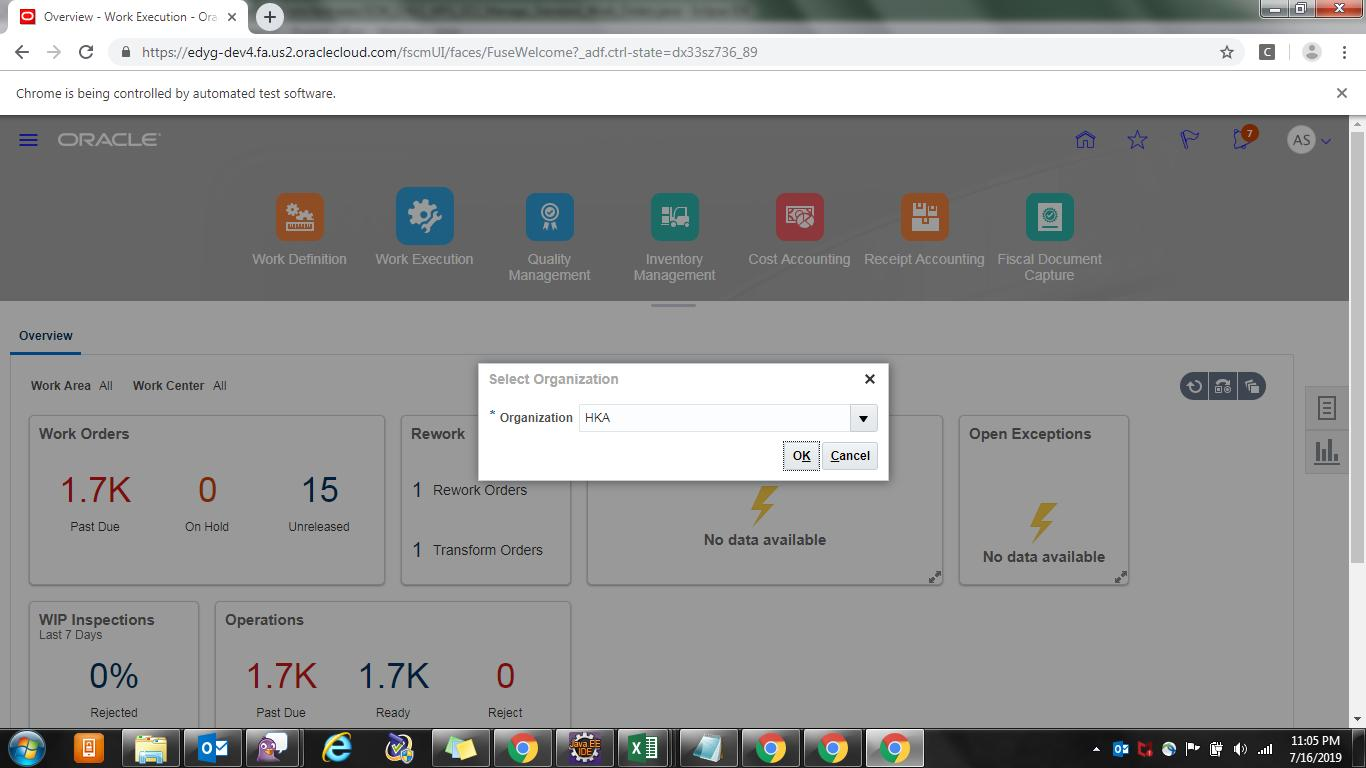 Overview - Work Execution - Ora
https://edyg-dev4.fa.us2.oraclecloud.com/fscmUI/faces/FuseWelcome?_adf.ctrl-state=dx33sz736_89
C
Chrome is being controlled by automated test software.
ORACLE
7
AS
Work Definition
Work Execution
Quality Management
Inventory Management
Cost Accounting
Receipt Accounting
Fiscal Document Capture
Overview
Work Area All Work Center All
Select Organization
* Organization HKA
OK Cancel
Work Orders
1.7K 0 15
Past Due On Hold Unreleased
Rework
1 Rework Orders
1 Transform Orders
No data available
Open Exceptions
No data available
WIP Inspections
Last 7 Days
0%
Rejected
Operations
1.7K 1.7K 0
Past Due Ready Reject
Java EE
IDE
11:05 PM
7/16/2019